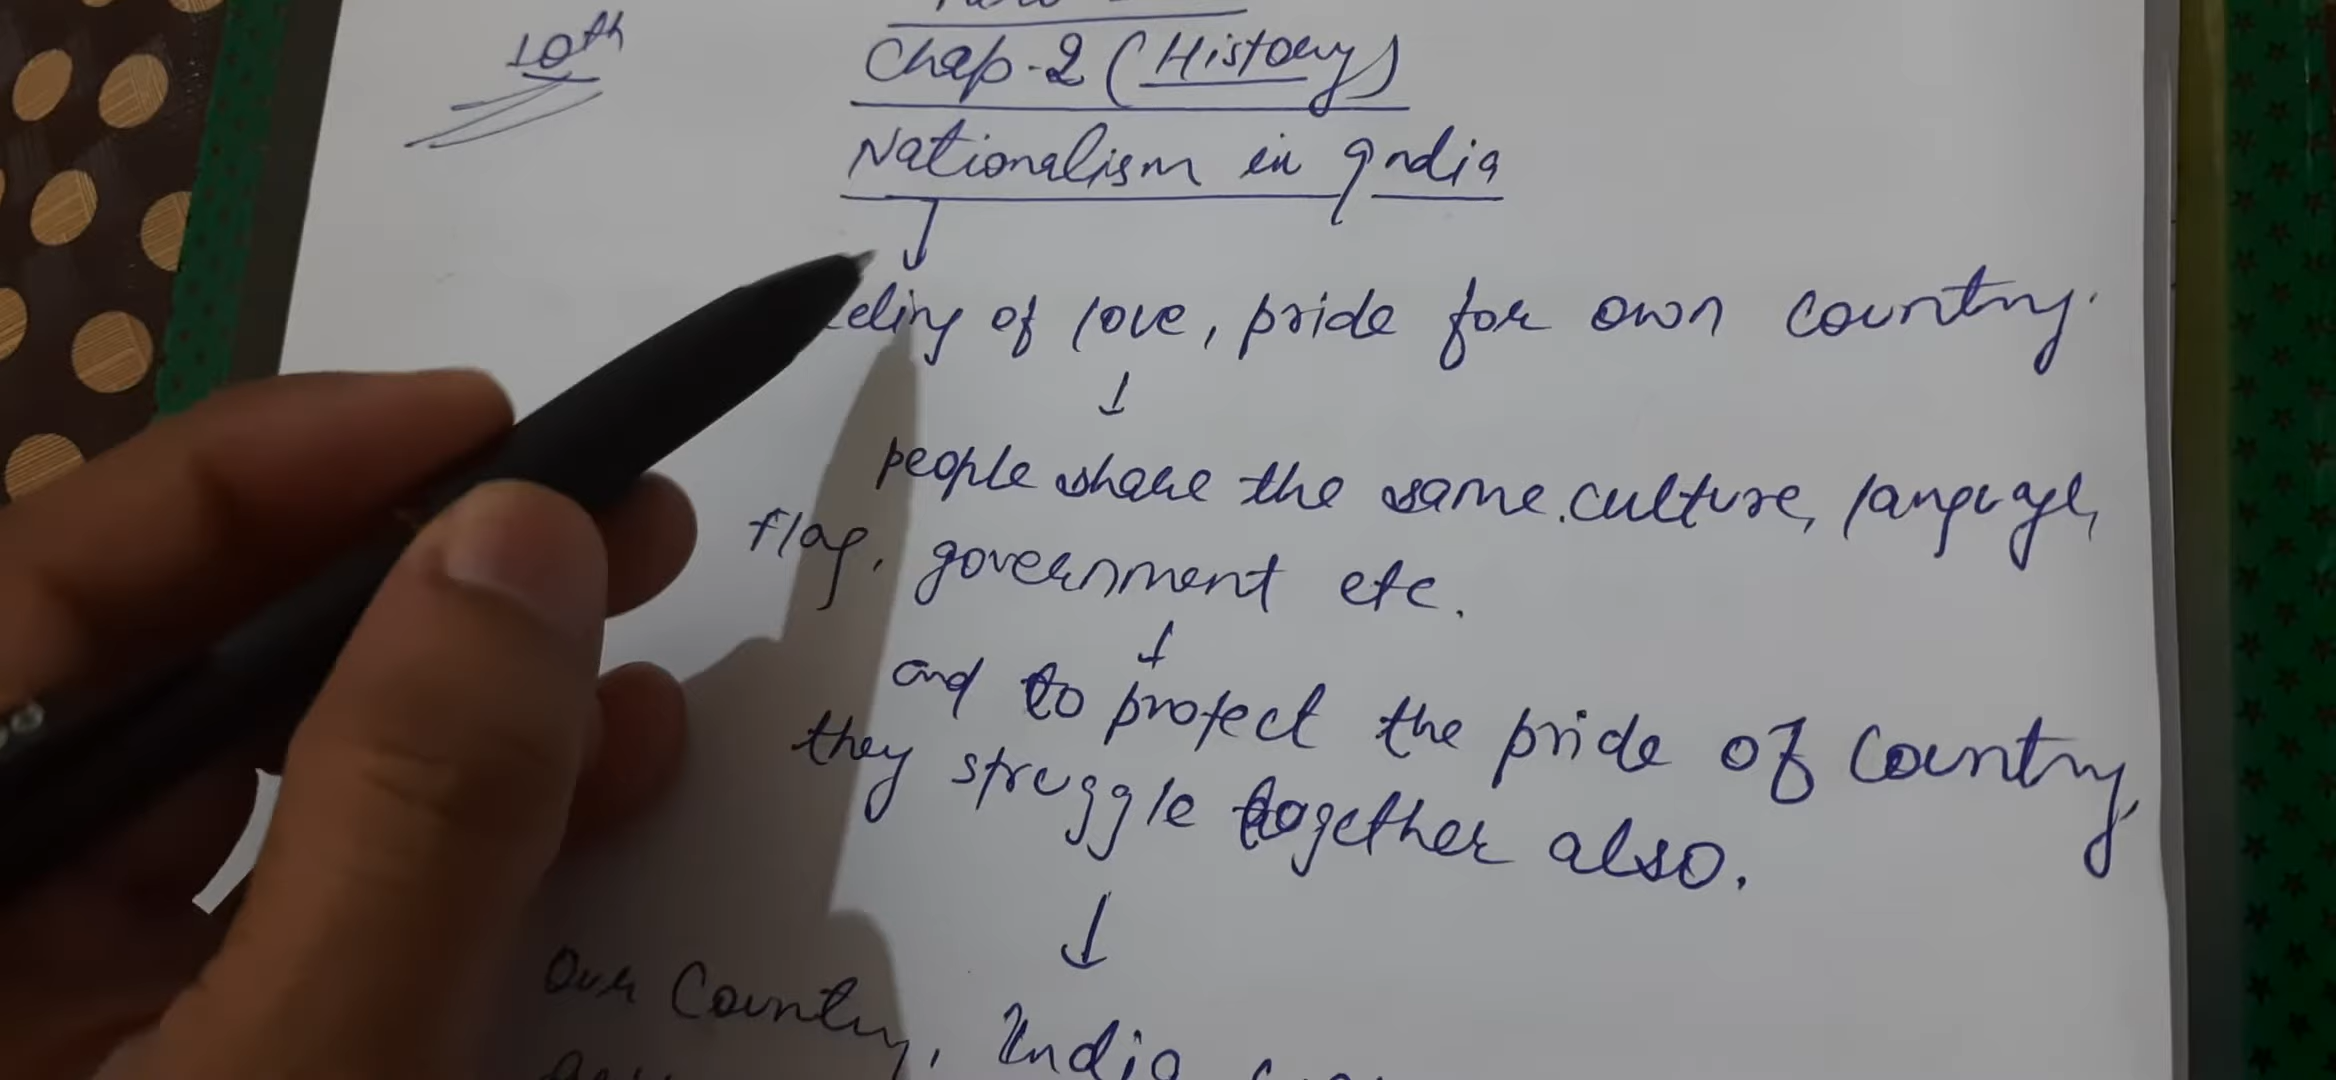 10th
Chap-2 (History)
Nationalism in India
eling of love, pride for own country.
↓
people share the same culture, language,
flag, government etc.
↓
and to protect the pride of country,
they struggle together also.
↓
Our Country, India